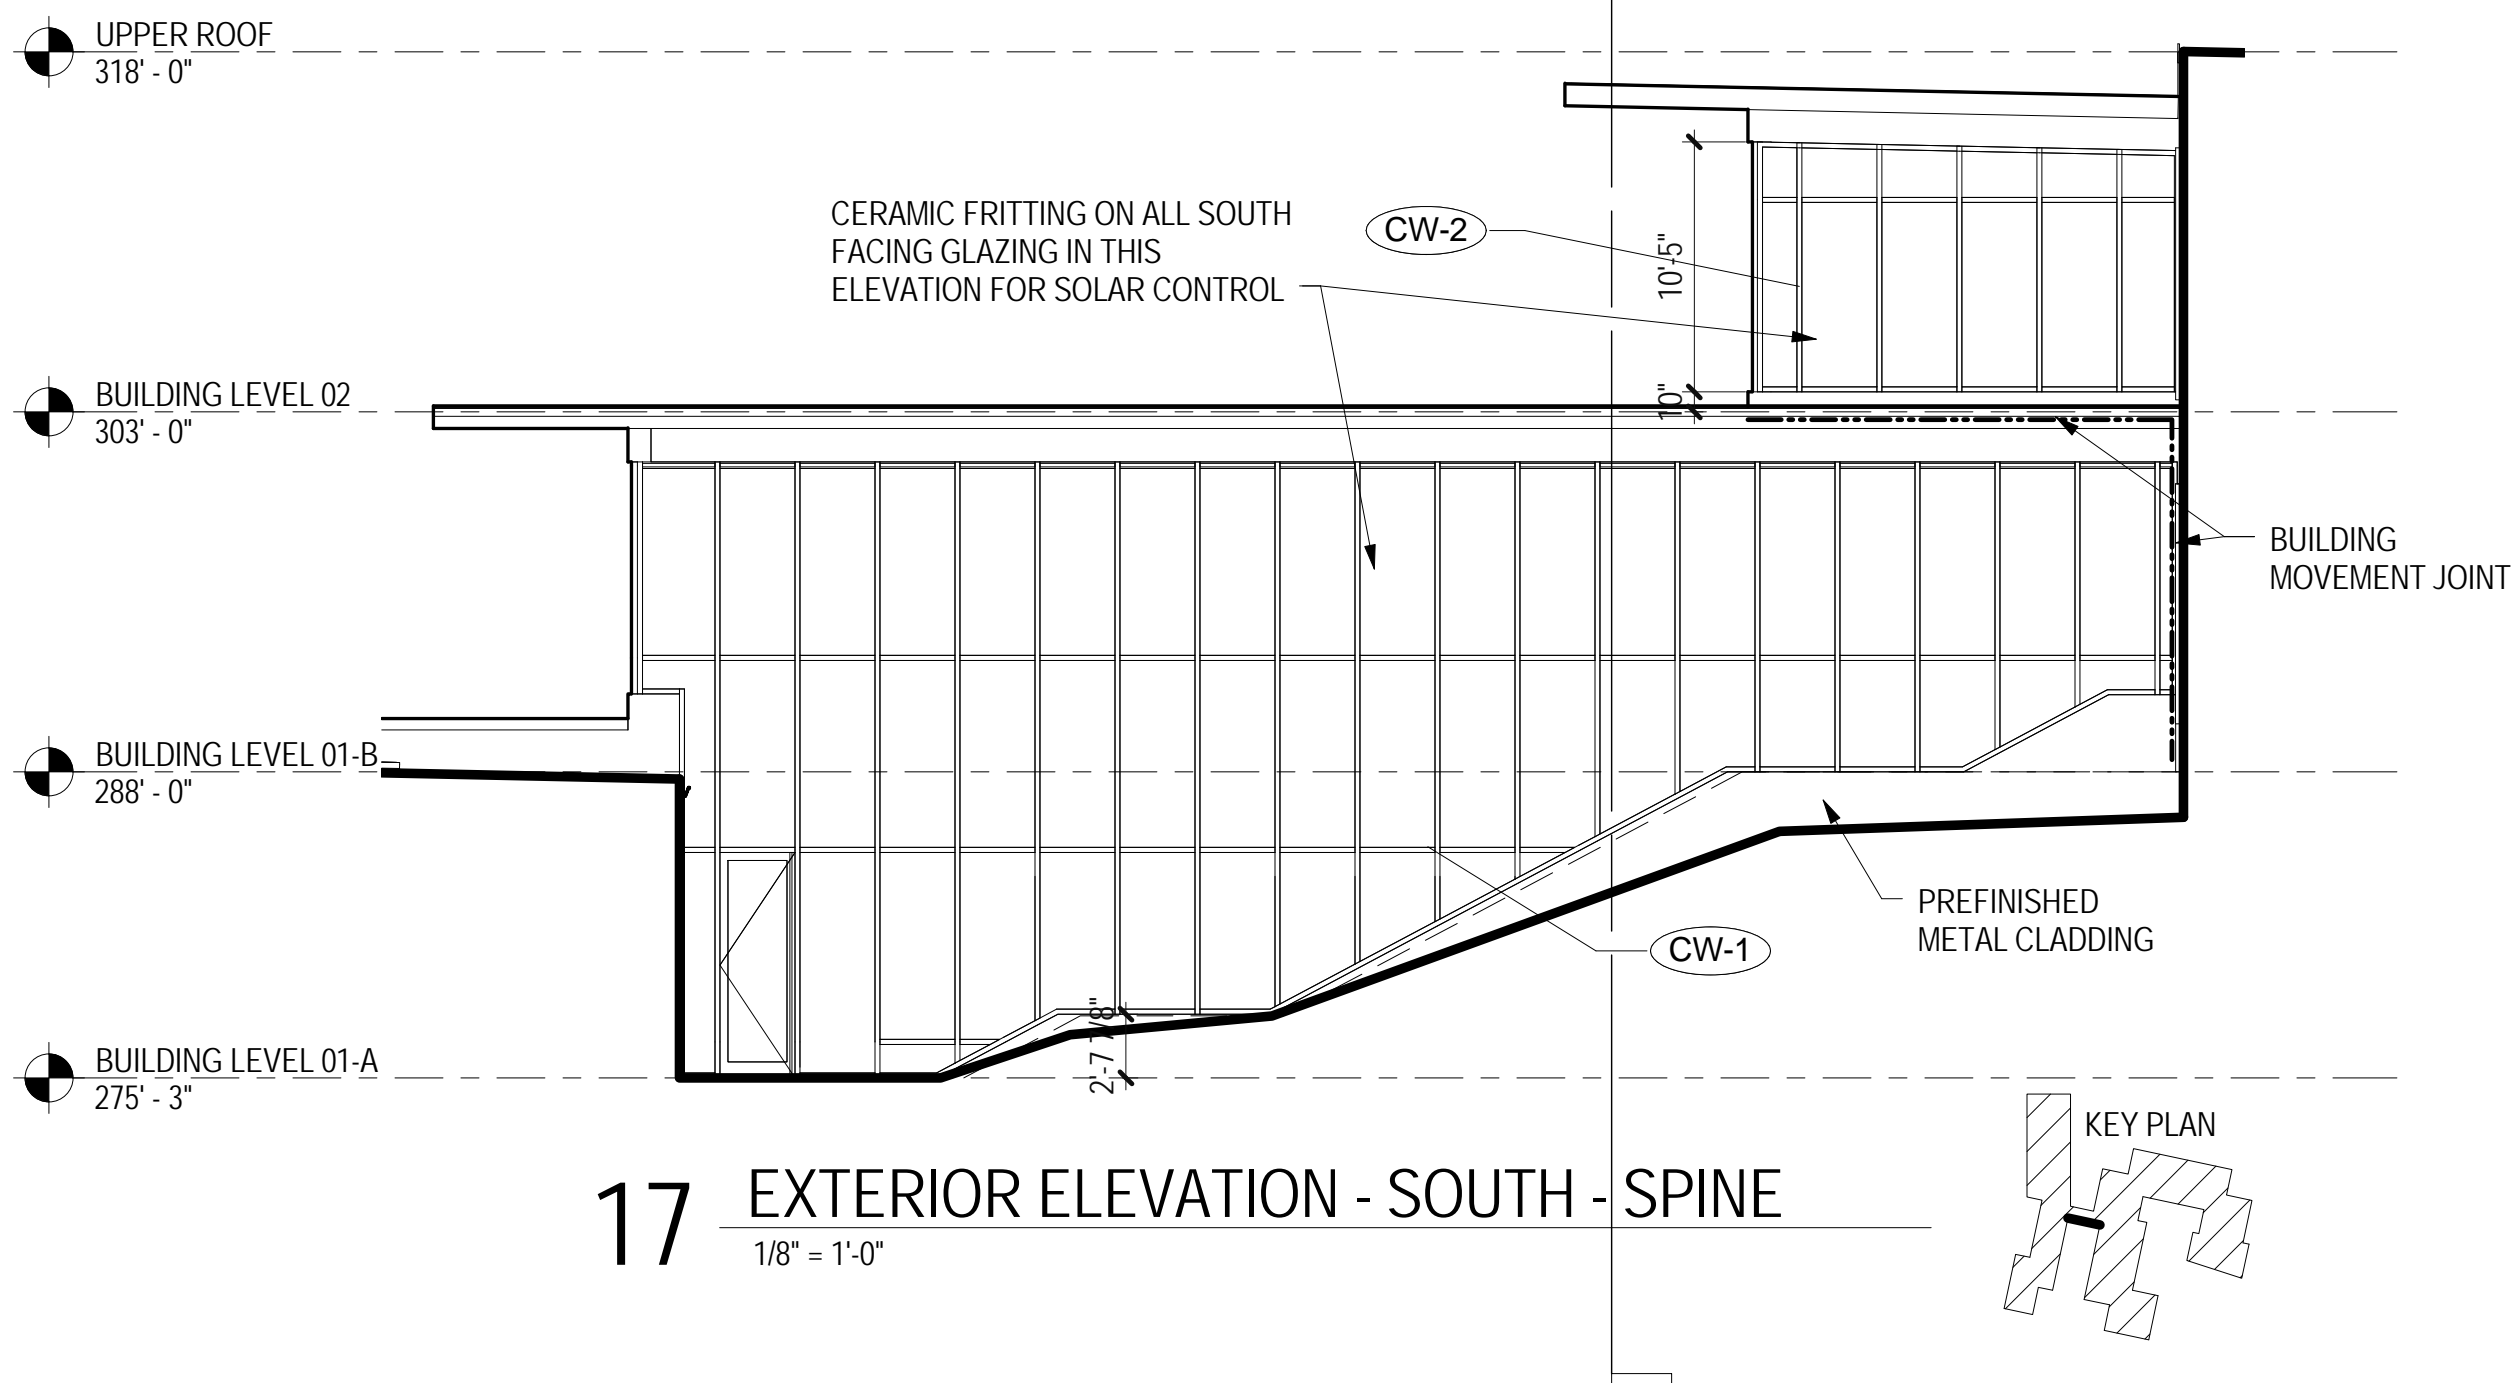 UPPER ROOF
318' - 0"
CERAMIC FRITTING ON ALL SOUTH
FACING GLAZING IN THIS
ELEVATION FOR SOLAR CONTROL
CW-2
10'-5"
10"
BUILDING LEVEL 02
303' - 0"
BUILDING
MOVEMENT JOINT
BUILDING LEVEL 01-B
288' - 0"
PREFINISHED
METAL CLADDING
CW-1
2'-7 7/8"
BUILDING LEVEL 01-A
275' - 3"
KEY PLAN
17 EXTERIOR ELEVATION - SOUTH - SPINE
1/8" = 1'-0"